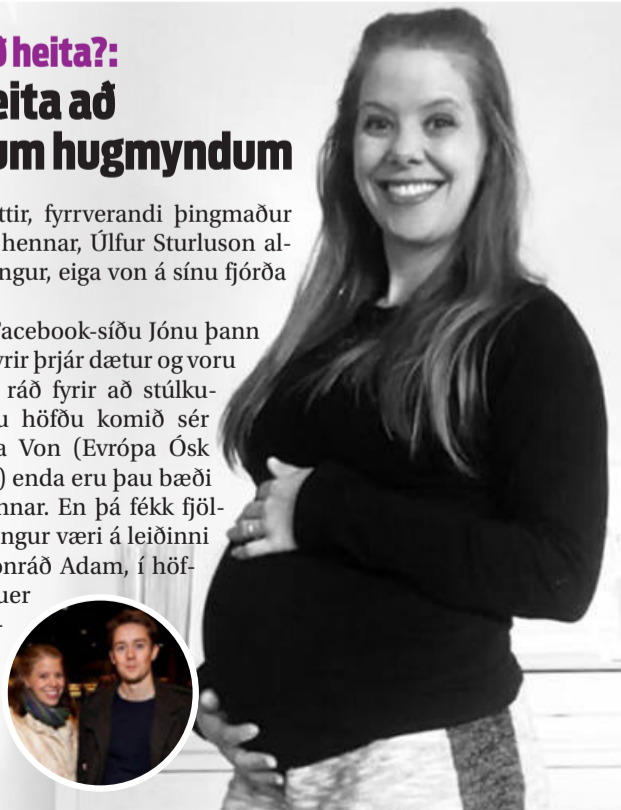 ð heita?:
eita að
um hugmyndum
ttir, fyrrverandi þingmaður
hennar, Úlfur Sturluson al-
ngur, eiga von á sínu fjórða
Facebook-síðu Jónu þann
yrir þrjár dætur og voru
ráð fyrir að stúlku-
u höfðu komið sér
a Von (Evrópa Ósk
) enda eru þau bæði
nnar. En þá fékk fjöl-
ngur væri á leiðinni
onráð Adam, í höf-
uer
-